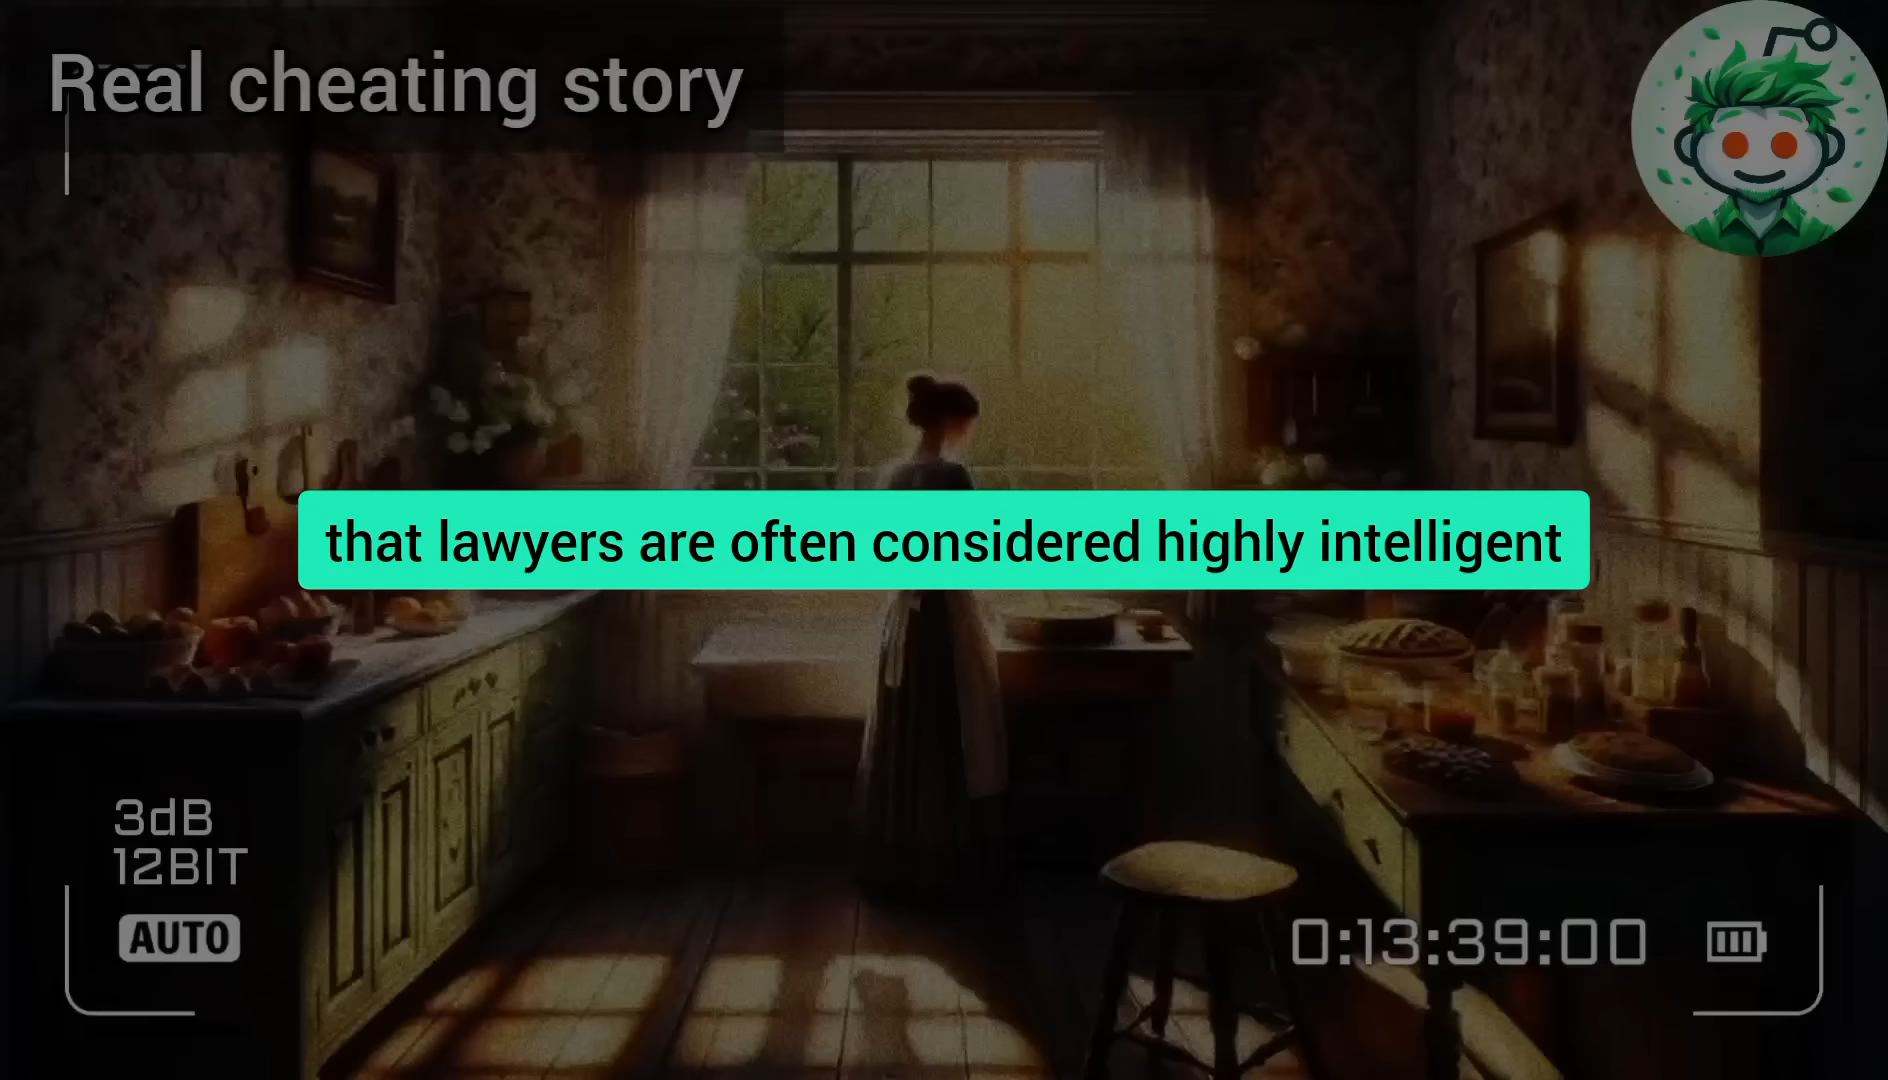 Real cheating story
that lawyers are often considered highly intelligent
3dB
12BIT
AUTO
0:13:39:00